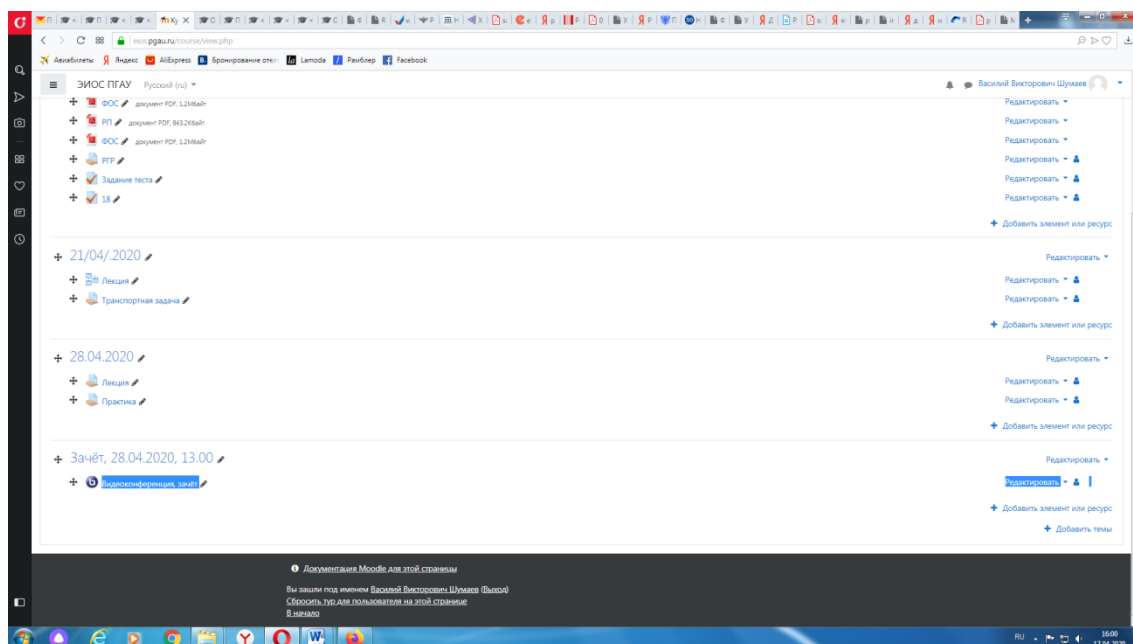 eios.pgau.ru/course/view.php
Авиабилеты Яндекс AliExpress Бронирование отел Lamoda Рамблер Facebook
ЭИОС ПГАУ Русский (ru) Василий Викторович Шумаев
ФОС документ PDF, 1.2Мбайт Редактировать
РП документ PDF, 843.2Кбайт Редактировать
ФОС документ PDF, 1.2Мбайт Редактировать
РГР Редактировать
Задание теста Редактировать
18 Редактировать
Добавить элемент или ресурс
21/04/.2020 Редактировать
Лекция Редактировать
Транспортная задача Редактировать
Добавить элемент или ресурс
28.04.2020 Редактировать
Лекция Редактировать
Практика Редактировать
Добавить элемент или ресурс
Зачёт, 28.04.2020, 13.00 Редактировать
Видеоконференция, зачёт Редактировать
Добавить элемент или ресурс
Добавить темы
Документация Moodle для этой страницы
Вы зашли под именем Василий Викторович Шумаев (Выход)
Сбросить тур для пользователя на этой странице
В начало
RU 16:00
17.04.2020